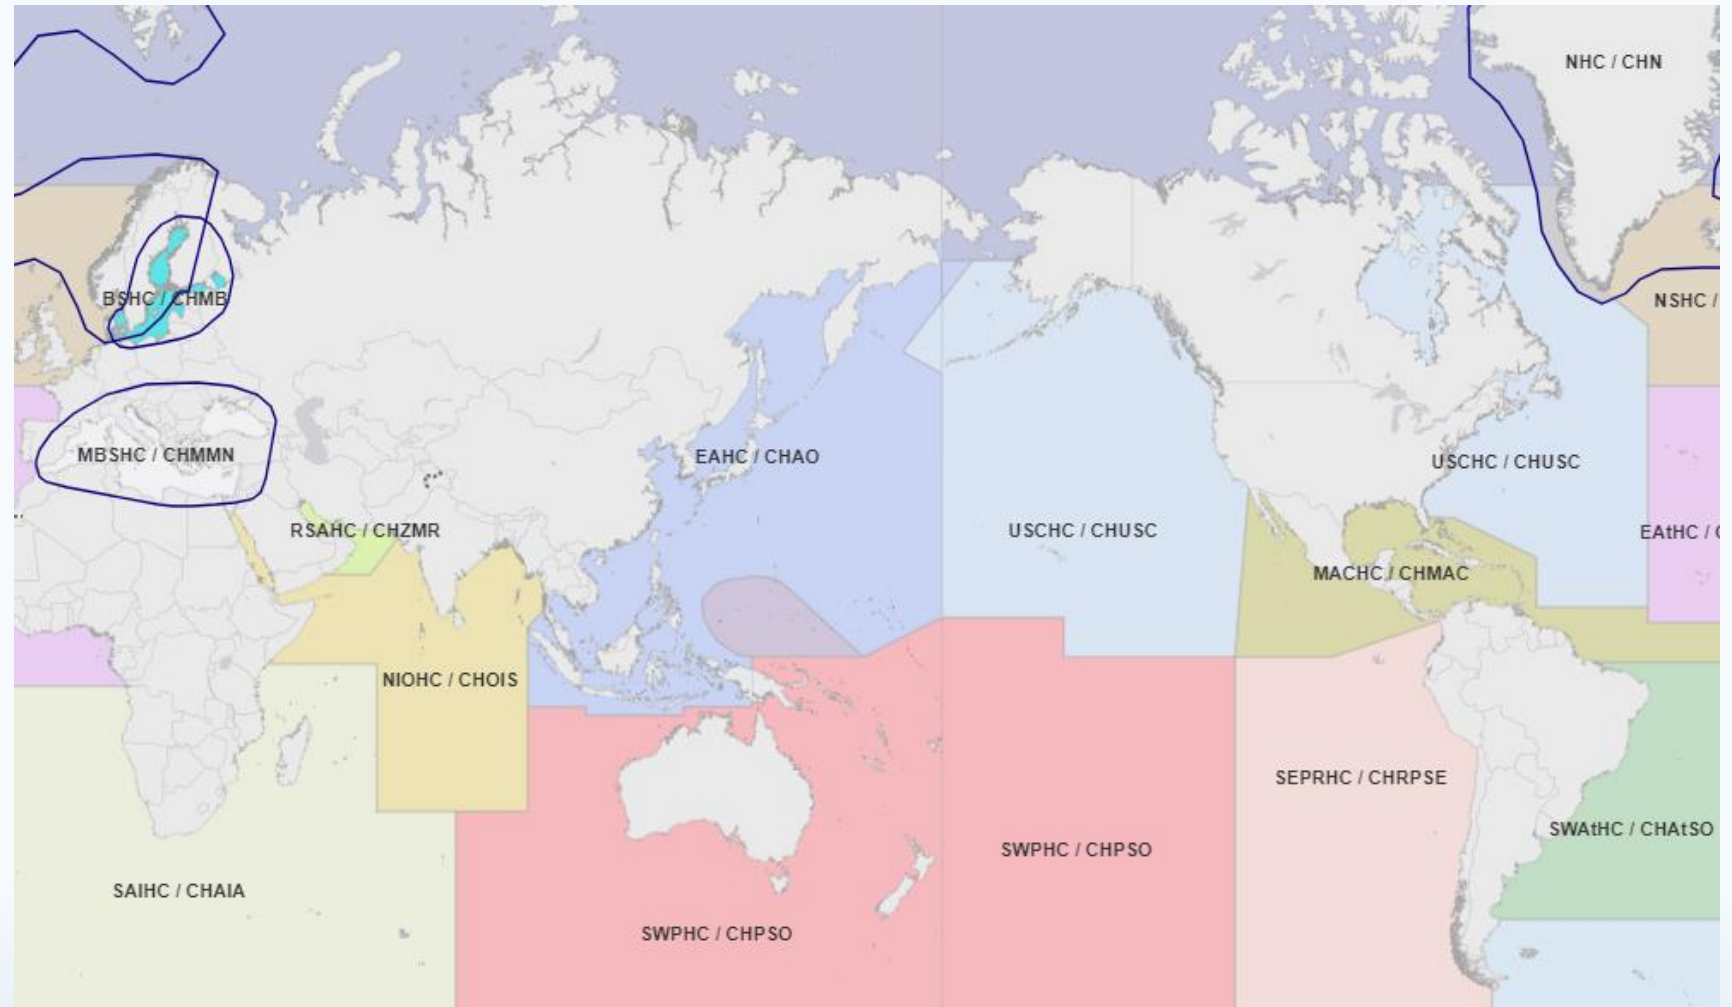 NHC / CHN
BSHC / CHMB
NSHC /
MBSHC / CHMMN
EAHC / CHAO
USCHC / CHUSC
RSAHC / CHZMR
USCHC / CHUSC
EAtHC /
MACHC / CHMAC
NIOHC / CHOIS
SEPRHC / CHRPSE
SWAtHC / CHAtSO
SWPHC / CHPSO
SAIHC / CHAIA
SWPHC / CHPSO